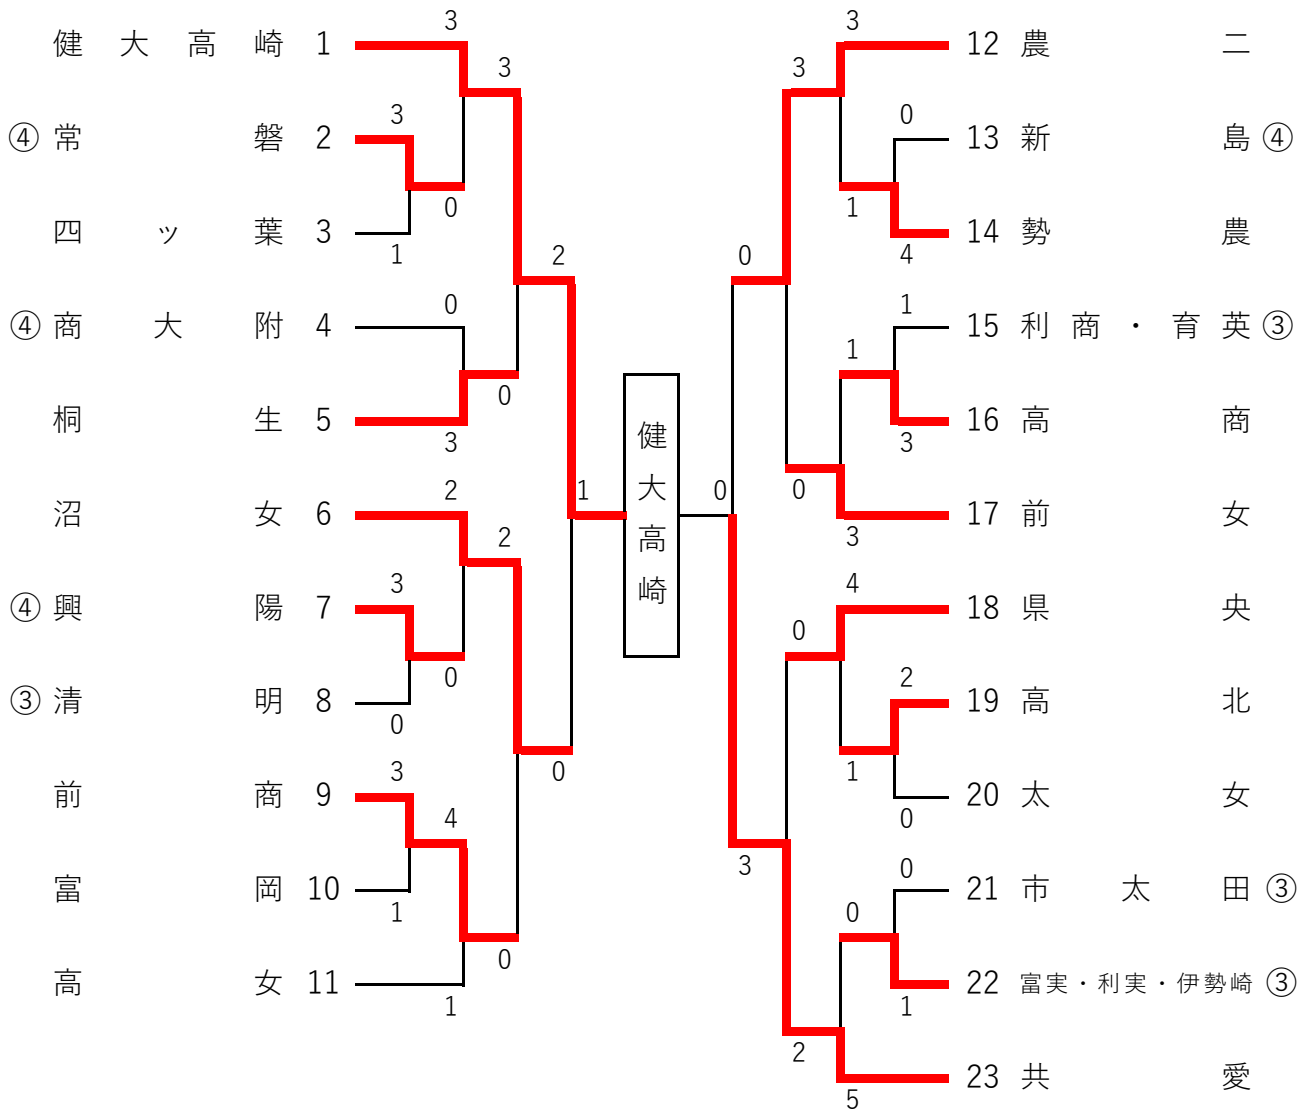 健大高崎 1
④ 常磐 2
四ッ葉 3
④ 商大附 4
桐生 5
沼女 6
④ 興陽 7
③ 清明 8
前商 9
富岡 10
高女 11
3
3
3
0
1
2
0
0
3
2
2
3
0
0
0
3
4
1
0
1
1
健大高崎
0
3
3
0
0
1
4
1
1
3
0
3
4
0
2
1
0
3
0
0
1
2
5
12 農二
13 新島 ④
14 勢農
15 利商・育英 ③
16 高商
17 前女
18 県央
19 高北
20 太女
21 市太田 ③
22 富実・利実・伊勢崎 ③
23 共愛